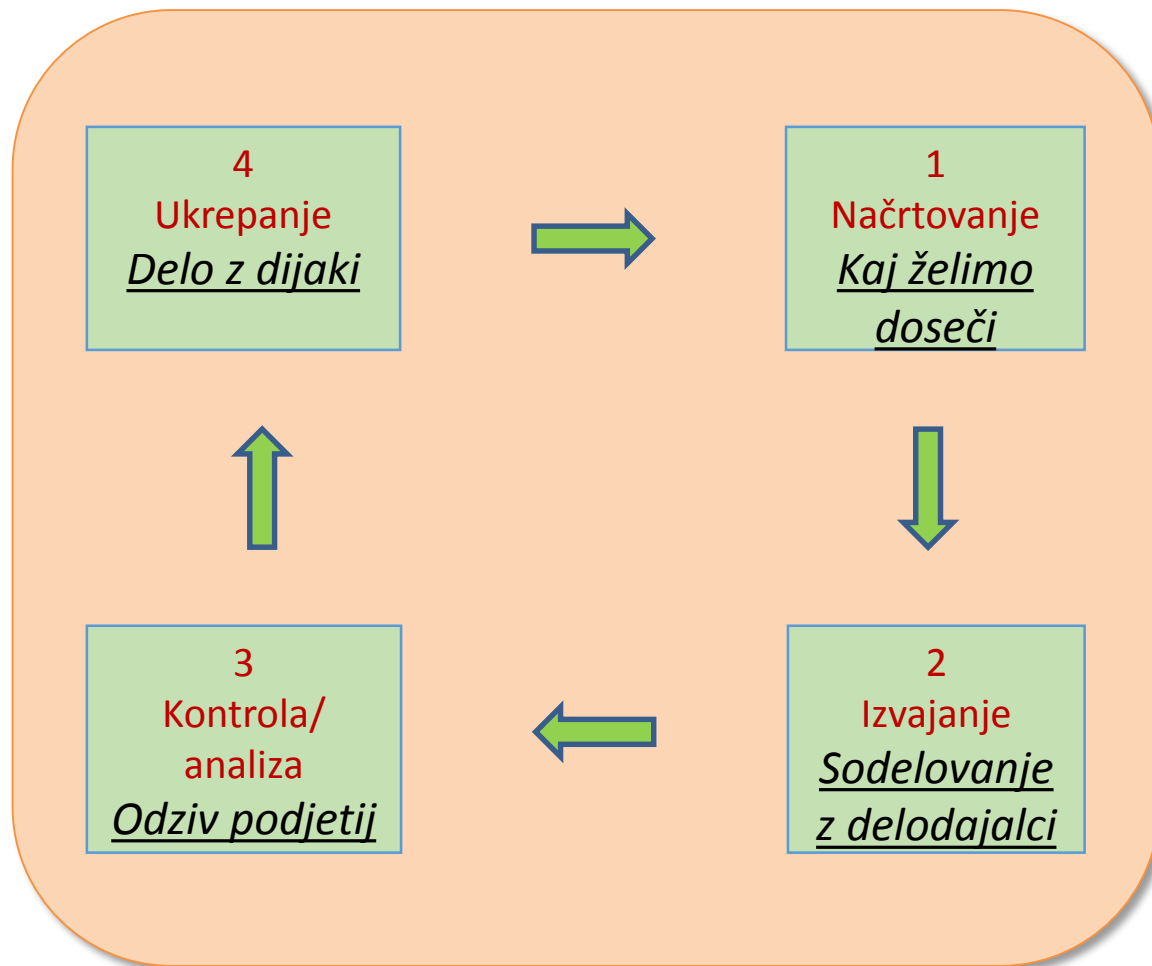 4
Ukrepanje
Delo z dijaki
1
Načrtovanje
Kaj želimo
doseči
3
Kontrola/
analiza
Odziv podjetij
2
Izvajanje
Sodelovanje
z delodajalci